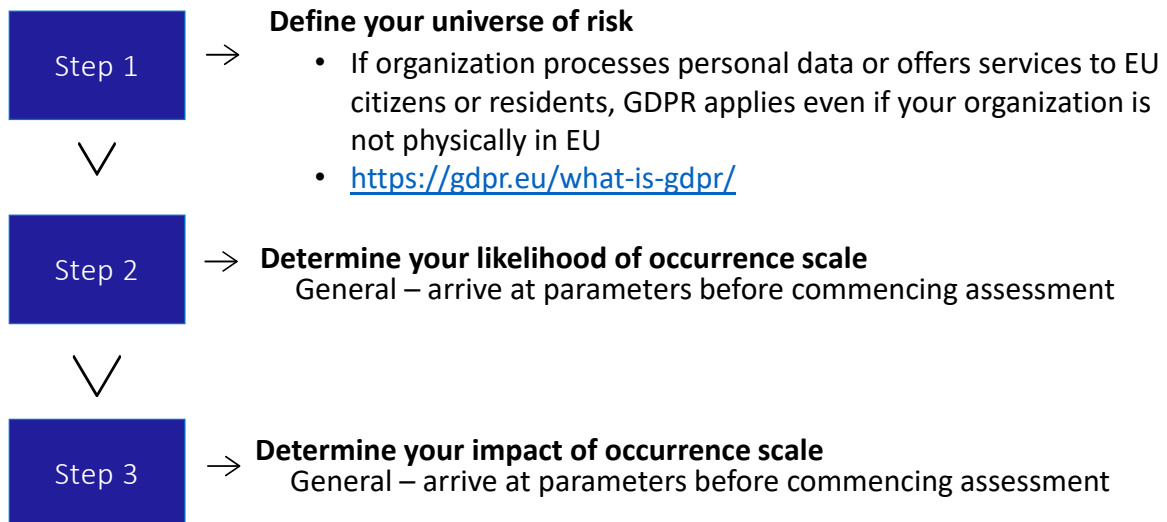 Step 1
Define your universe of risk
• If organization processes personal data or offers services to EU
citizens or residents, GDPR applies even if your organization is
not physically in EU
• https://gdpr.eu/what-is-gdpr/
Step 2
Determine your likelihood of occurrence scale
General – arrive at parameters before commencing assessment
Step 3
Determine your impact of occurrence scale
General – arrive at parameters before commencing assessment